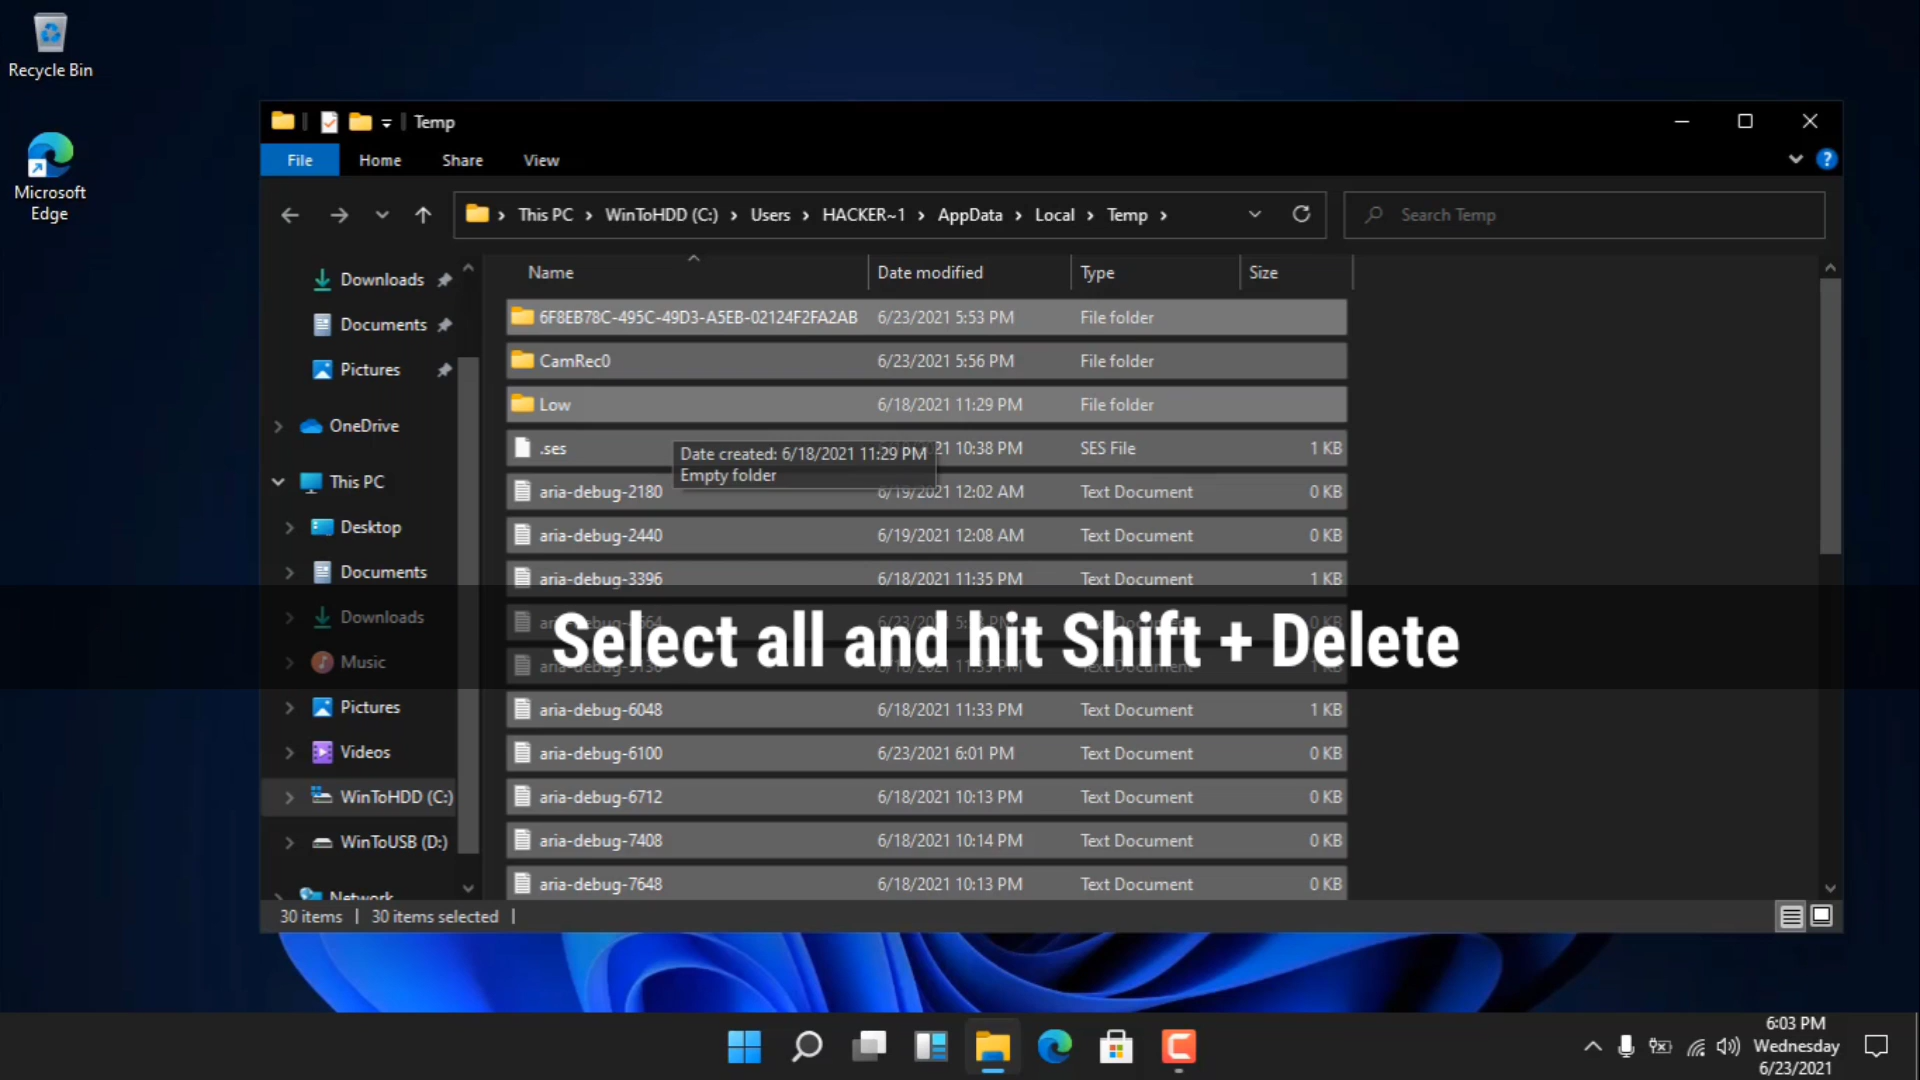 Recycle Bin
Microsoft
Edge
Temp
File Home Share View
This PC WinToHDD (C:) Users HACKER~1 AppData Local Temp
Search Temp
Downloads
Documents
Pictures
OneDrive
This PC
Desktop
Documents
Downloads
Music
Pictures
Videos
WinToHDD (C:)
WinToUSB (D:)
Network
Name Date modified Type Size
6F8EB78C-495C-49D3-A5EB-02124F2FA2AB 6/23/2021 5:53 PM File folder
CamRec0 6/23/2021 5:56 PM File folder
Low 6/18/2021 11:29 PM File folder
.ses 21 10:38 PM SES File 1 KB
Date created: 6/18/2021 11:29 PM
Empty folder
aria-debug-2180 6/19/2021 12:02 AM Text Document 0 KB
aria-debug-2440 6/19/2021 12:08 AM Text Document 0 KB
aria-debug-3396 6/18/2021 11:35 PM Text Document 1 KB
Select all and hit Shift + Delete
aria-debug-6048 6/18/2021 11:33 PM Text Document 1 KB
aria-debug-6100 6/23/2021 6:01 PM Text Document 0 KB
aria-debug-6712 6/18/2021 10:13 PM Text Document 0 KB
aria-debug-7408 6/18/2021 10:14 PM Text Document 0 KB
aria-debug-7648 6/18/2021 10:13 PM Text Document 0 KB
30 items 30 items selected
6:03 PM
Wednesday
6/23/2021